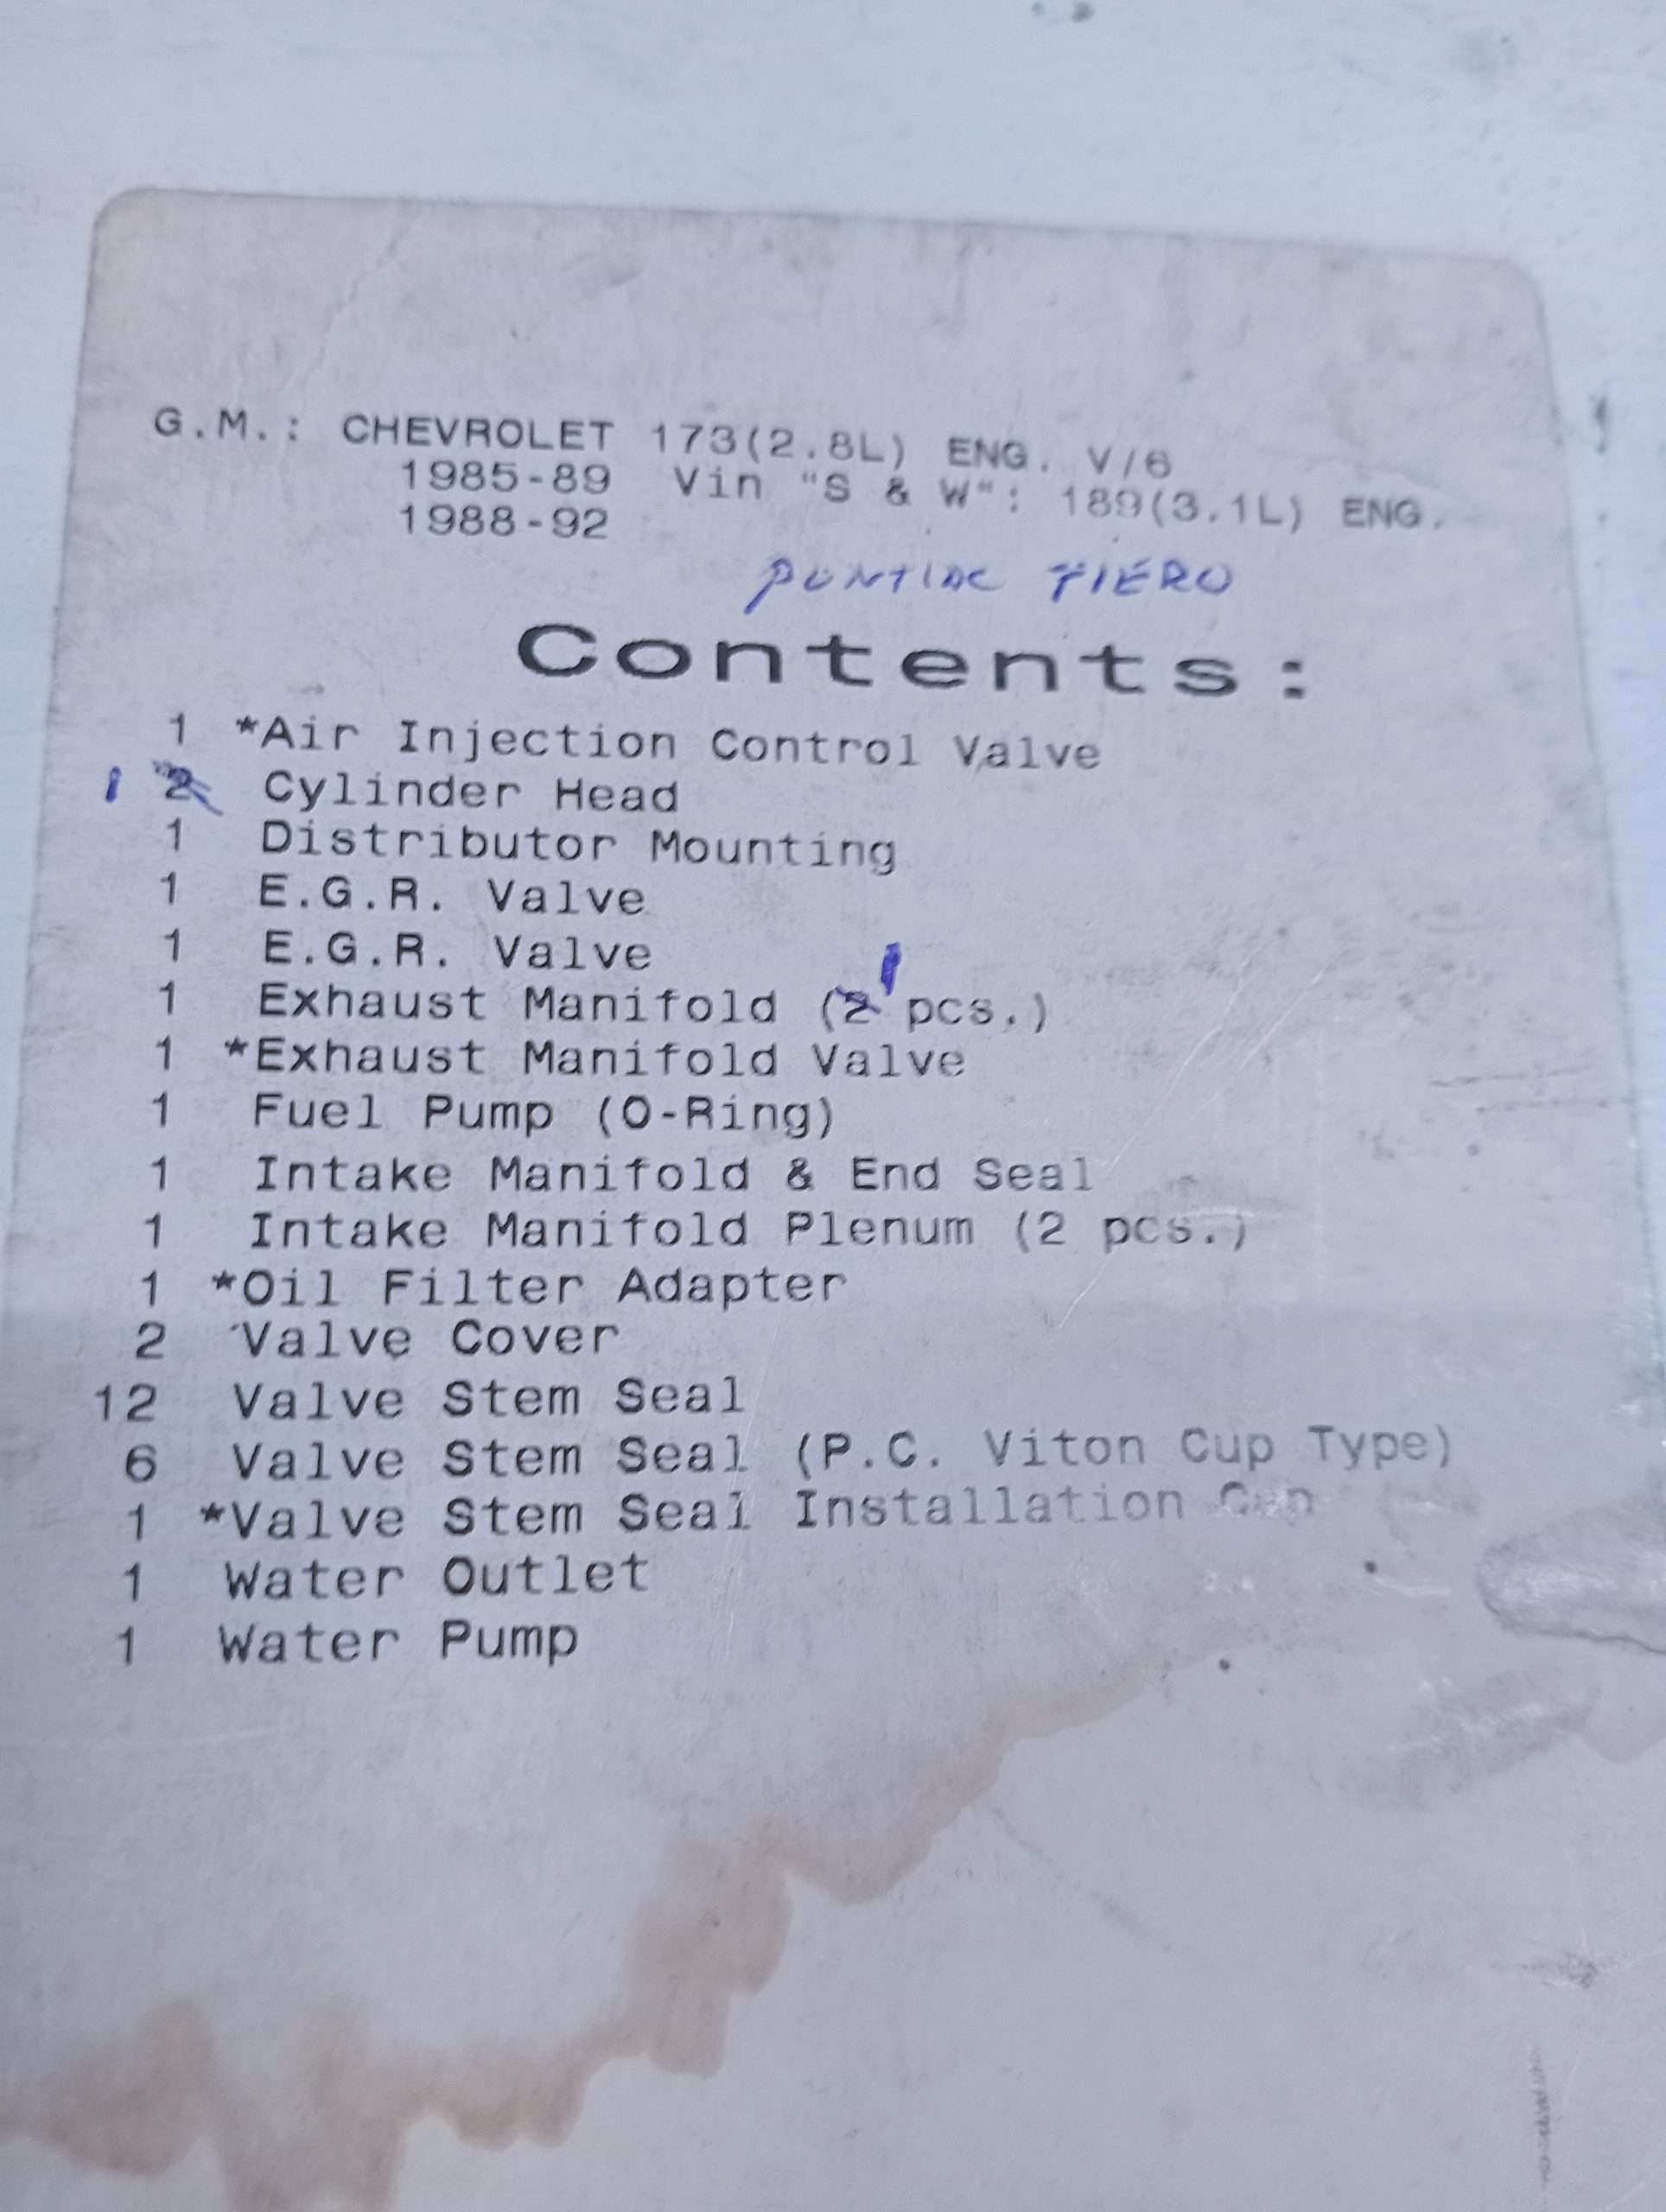 G.M.: CHEVROLET 173(2.8L) ENG. V/6
1985-89 Vin "S & W": 189(3.1L) ENG.
1988-92
PONTIAC FIERO
Contents:
1 *Air Injection Control Valve
1 2 Cylinder Head
1 Distributor Mounting
1 E.G.R. Valve
1 E.G.R. Valve
1
1 Exhaust Manifold (2 pcs.)
1 *Exhaust Manifold Valve
1 Fuel Pump (O-Ring)
1 Intake Manifold & End Seal
1 Intake Manifold Plenum (2 pcs.)
1 *Oil Filter Adapter
2 Valve Cover
12 Valve Stem Seal
6 Valve Stem Seal (P.C. Viton Cup Type)
1 *Valve Stem Seal Installation
1 Water Outlet
1 Water Pump